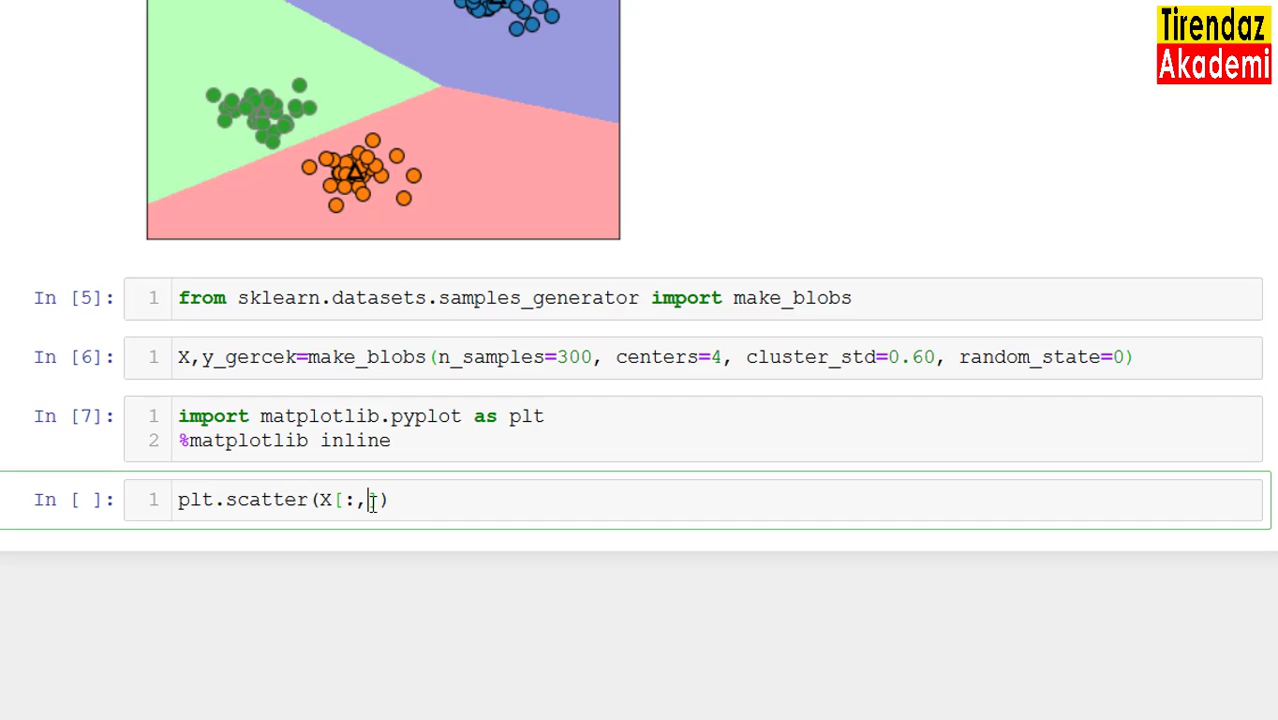 Tirendaz
Akademi
In [5]: 1 from sklearn.datasets.samples_generator import make_blobs
In [6]: 1 X,y_gercek=make_blobs(n_samples=300, centers=4, cluster_std=0.60, random_state=0)
In [7]: 1 import matplotlib.pyplot as plt
2 %matplotlib inline
In [ ]: 1 plt.scatter(X[:,])